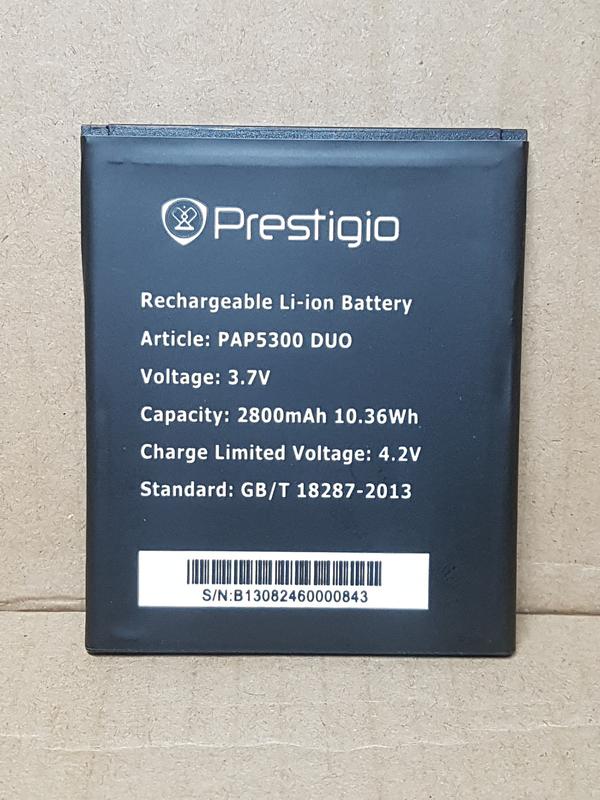 Prestigio
Rechargeable Li-ion Battery
Article: PAP5300 DUO
Voltage: 3.7V
Capacity: 2800mAh 10.36Wh
Charge Limited Voltage: 4.2V
Standard: GB/T 18287-2013
S/N:B13082460000843